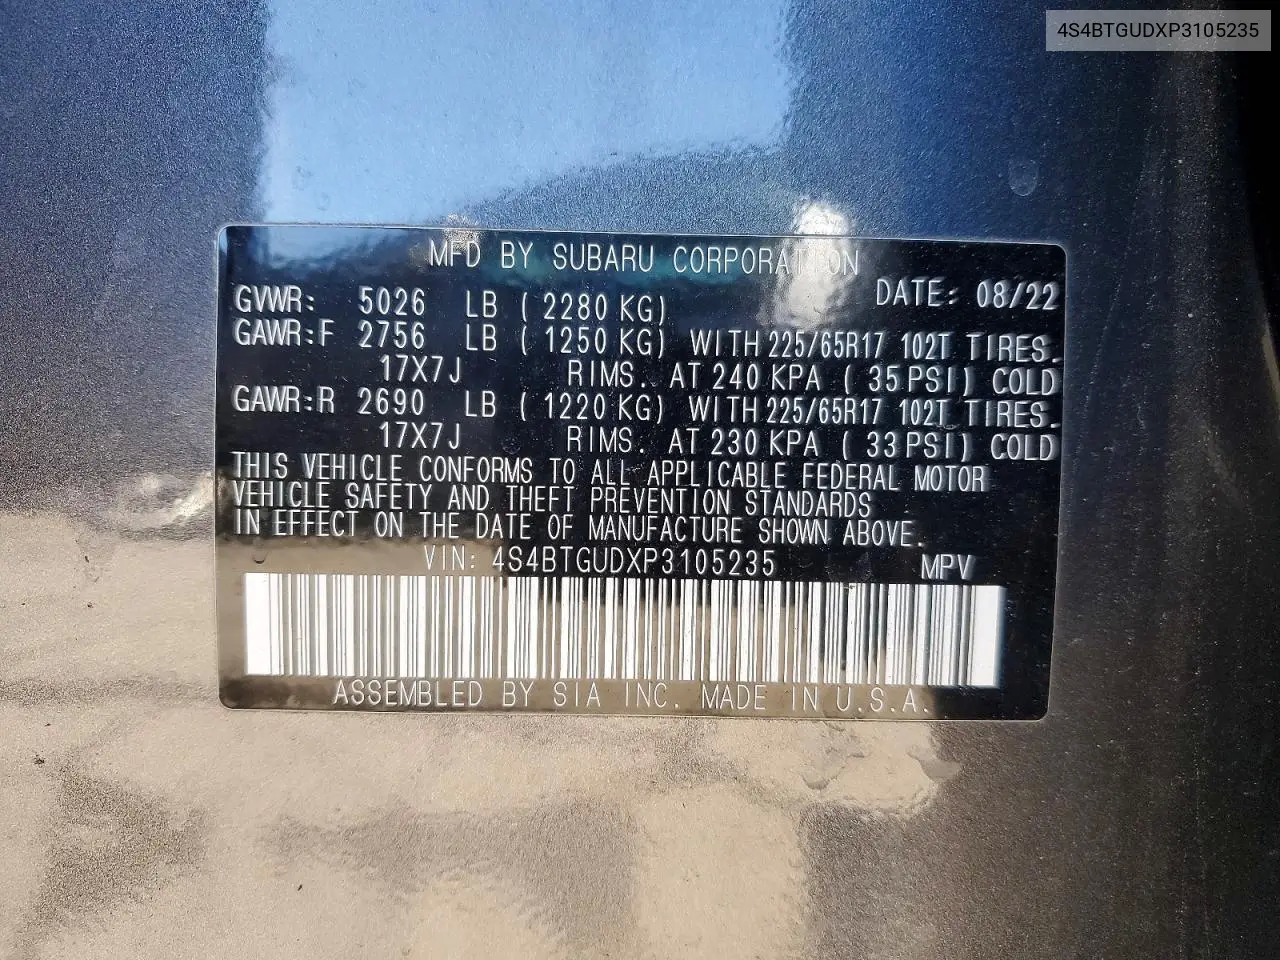 4S4BTGUDXP3105235
MFD BY SUBARU CORPORATION
GVWR: 5026 LB ( 2280 KG) DATE: 08/22
GAWR:F 2756 LB ( 1250 KG) WITH 225/65R17 102T TIRES.
17X7J RIMS. AT 240 KPA ( 35 PSI) COLD
GAWR:R 2690 LB ( 1220 KG) WITH 225/65R17 102T TIRES.
17X7J RIMS. AT 230 KPA ( 33 PSI) COLD
THIS VEHICLE CONFORMS TO ALL APPLICABLE FEDERAL MOTOR
VEHICLE SAFETY AND THEFT PREVENTION STANDARDS
IN EFFECT ON THE DATE OF MANUFACTURE SHOWN ABOVE.
VIN: 4S4BTGUDXP3105235 MPV
ASSEMBLED BY SIA INC. MADE IN U.S.A.